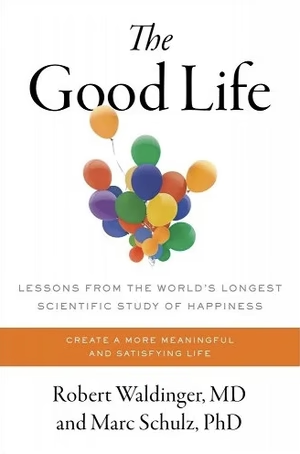 The
Good Life
LESSONS FROM THE WORLD'S LONGEST
SCIENTIFIC STUDY OF HAPPINESS
CREATE A MORE MEANINGFUL
AND SATISFYING LIFE
Robert Waldinger, MD
and Marc Schulz, PhD